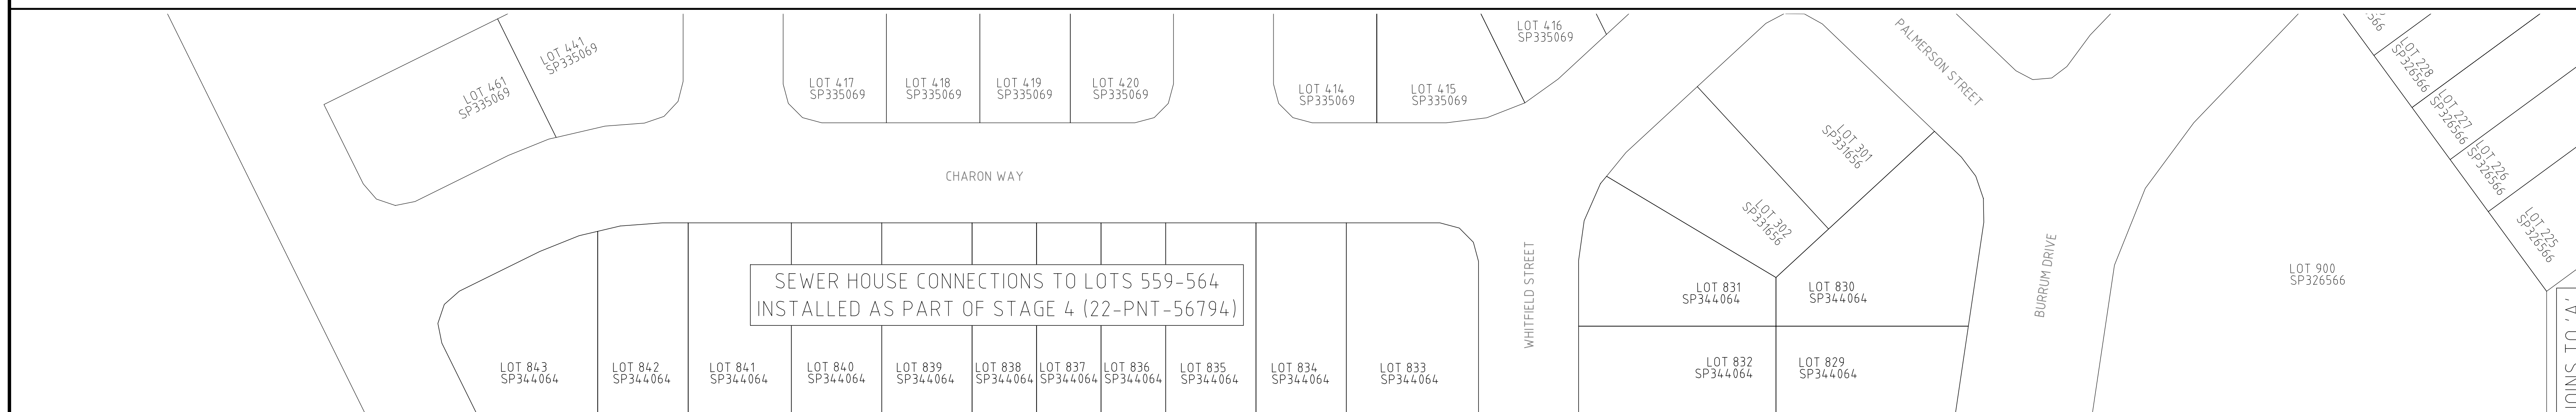 LOT 441
SP335069
LOT 461
SP335069
LOT 417
SP335069
LOT 418
SP335069
LOT 419
SP335069
LOT 420
SP335069
LOT 414
SP335069
LOT 415
SP335069
LOT 416
SP335069
PALMERSON STREET
LOT 301
SP331656
LOT 302
SP331656
LOT 228
SP326566
LOT 227
SP326566
LOT 226
SP326566
LOT 225
SP326566
CHARON WAY
WHITFIELD STREET
BURRUM DRIVE
LOT 900
SP326566
SEWER HOUSE CONNECTIONS TO LOTS 559-564
INSTALLED AS PART OF STAGE 4 (22-PNT-56794)
LOT 831
SP344064
LOT 830
SP344064
LOT 843
SP344064
LOT 842
SP344064
LOT 841
SP344064
LOT 840
SP344064
LOT 839
SP344064
LOT 838
SP344064
LOT 837
SP344064
LOT 836
SP344064
LOT 835
SP344064
LOT 834
SP344064
LOT 833
SP344064
LOT 832
SP344064
LOT 829
SP344064